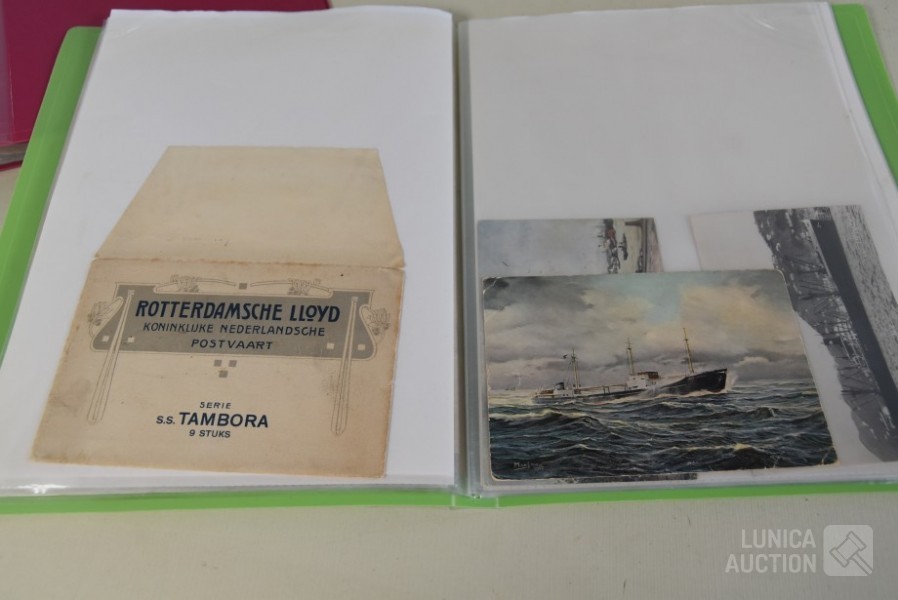 ROTTERDAMSCHE LLOYD
KONINKLIJKE NEDERLANDSCHE
POSTVAART
SERIE
S.S. TAMBORA
9 STUKS
LUNICA
AUCTION